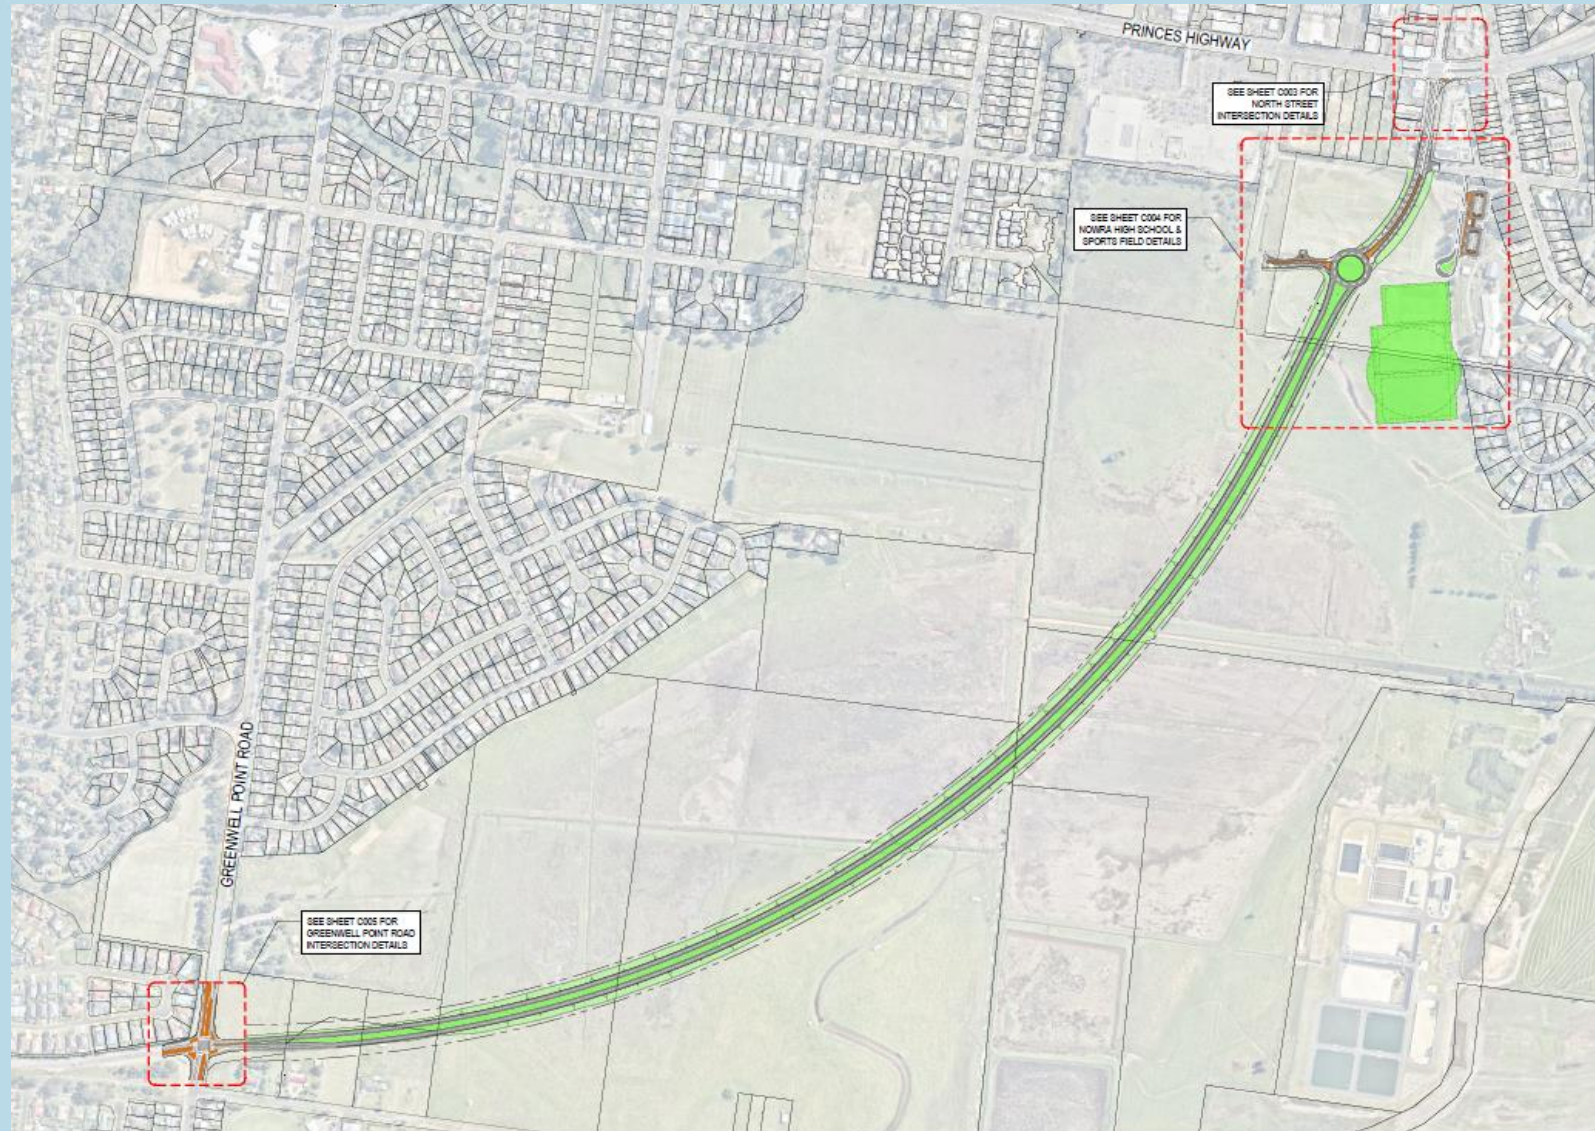 PRINCES HIGHWAY
SEE SHEET C003 FOR
NORTH STREET
INTERSECTION DETAILS
SEE SHEET C004 FOR
NOWRA HIGH SCHOOL &
SPORTS FIELD DETAILS
GREENWELL POINT ROAD
SEE SHEET C005 FOR
GREENWELL POINT ROAD
INTERSECTION DETAILS